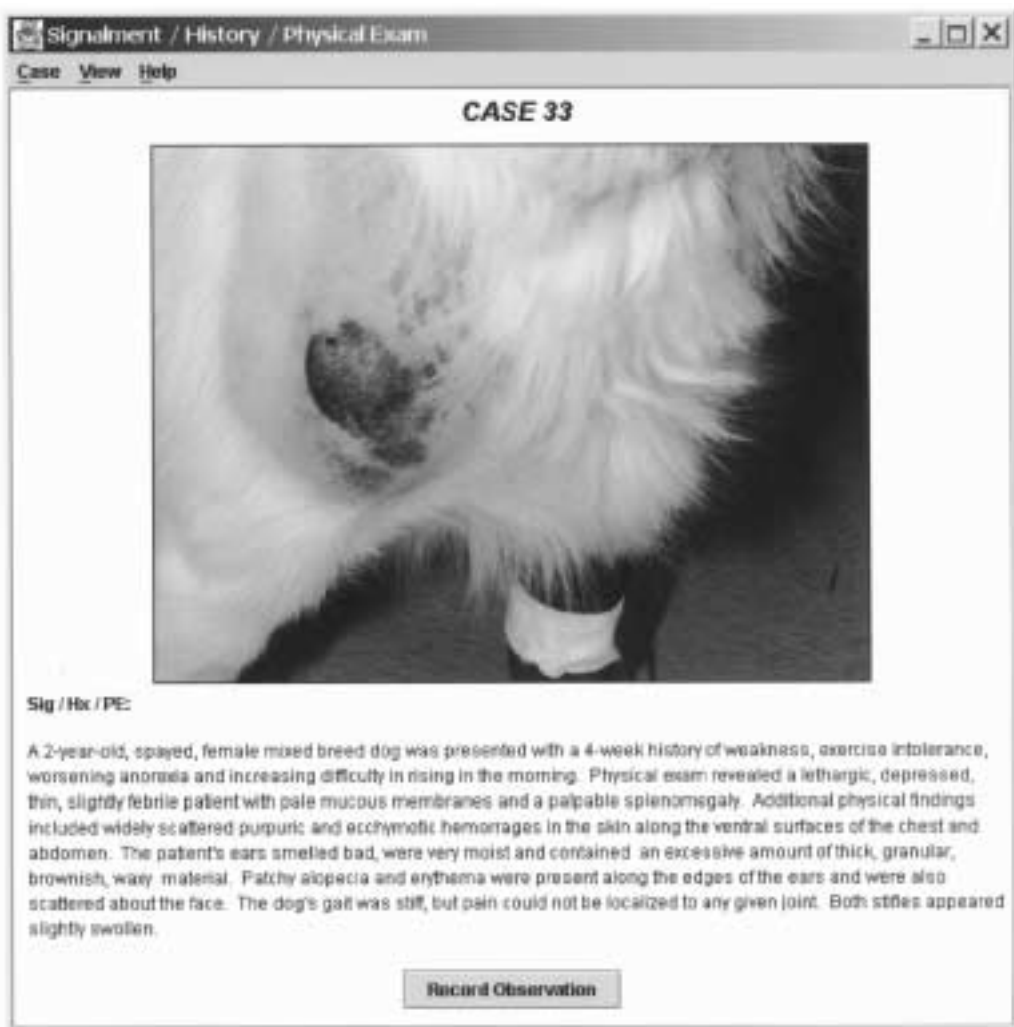 Signalment / History / Physical Exam
Case View Help
CASE 33
Sig / Hx / PE:
A 2-year-old, spayed, female mixed breed dog was presented with a 4-week history of weakness, exercise intolerance,
worsening anorexia and increasing difficulty in rising in the morning. Physical exam revealed a lethargic, depressed,
thin, slightly febrile patient with pale mucous membranes and a palpable splenomegaly. Additional physical findings
included widely scattered purpuric and ecchymotic hemorrages in the skin along the ventral surfaces of the chest and
abdomen. The patient's ears smelled bad, were very moist and contained an excessive amount of thick, granular,
brownish, waxy material. Patchy alopecia and erythema were present along the edges of the ears and were also
scattered about the face. The dog's gait was stiff, but pain could not be localized to any given joint. Both stifles appeared
slightly swollen.
Record Observation